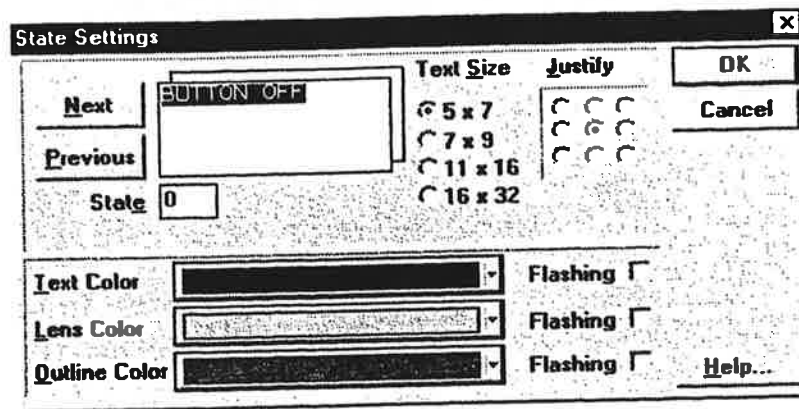 State Settings
Next
BUTTON OFF
Previous
State 0
Text Size
5 x 7
7 x 9
11 x 16
16 x 32
Justify
OK
Cancel
Text Color
Flashing
Lens Color
Flashing
Outline Color
Flashing
Help...